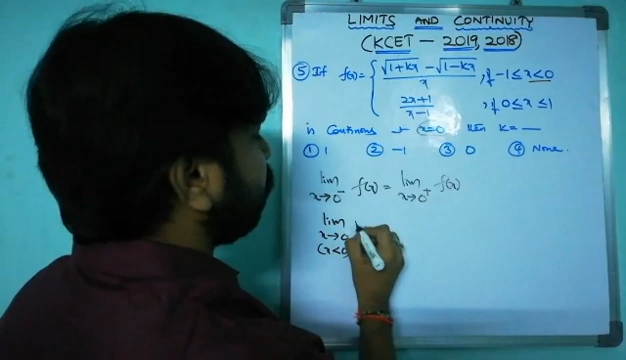 LIMITS AND CONTINUITY
(KCET - 2019, 2018)
⑤ If f(x) = { (√1+kx - √1-kx)/x , if -1 ≤ x < 0
(2x+1)/(x-1) , if 0 ≤ x ≤ 1
is Continous at x=0 then K = —
① 1 ② -1 ③ 0 ④ None.
lim x→0⁻ f(x) = lim x→0⁺ f(x)
lim
x→0
(x<0